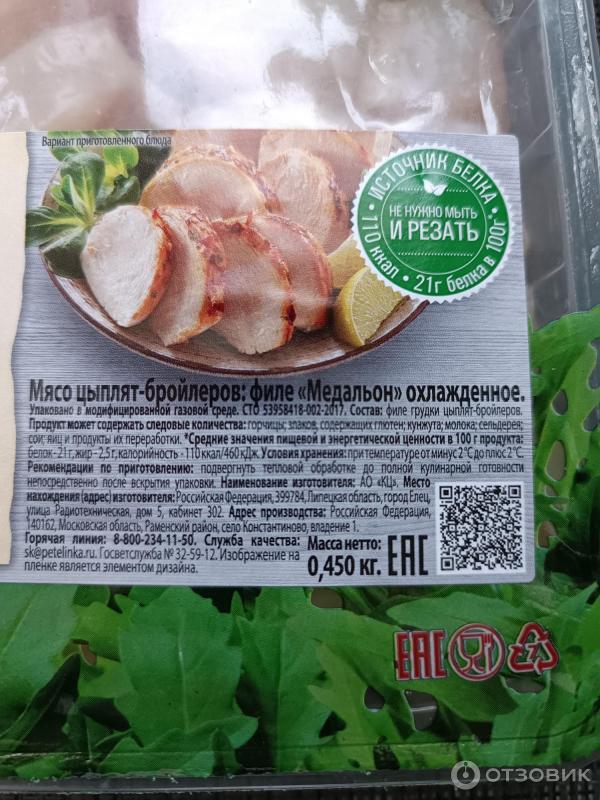 Вариант приготовленного блюда
ИСТОЧНИК БЕЛКА
НЕ НУЖНО МЫТЬ
И РЕЗАТЬ
110 ккал • 21г белка в 100г
Мясо цыплят-бройлеров: филе «Медальон» охлажденное.
Упаковано в модифицированной газовой среде. СТО 53958418-002-2017. Состав: филе грудки цыплят-бройлеров.
Продукт может содержать следовые количества: горчицы; злаков, содержащих глютен; кунжута; молока; сельдерея;
сои; яиц и продукты их переработки. *Средние значения пищевой и энергетической ценности в 100 г продукта:
белок - 21 г, жир - 2,5 г, калорийность - 110 ккал/460 кДж. Условия хранения: при температуре от минус 2°С до плюс 2°С.
Рекомендации по приготовлению: подвергнуть тепловой обработке до полной кулинарной готовности
непосредственно после вскрытия упаковки. Наименование изготовителя: АО «КЦ». Место
нахождения (адрес) изготовителя: Российская Федерация, 399784, Липецкая область, город Елец,
улица Радиотехническая, дом 5, кабинет 302. Адрес производства: Российская Федерация,
140162, Московская область, Раменский район, село Константиново, владение 1.
Горячая линия: 8-800-234-11-50. Служба качества:
sk@petelinka.ru. Госветслужба № 32-59-12. Изображение на
пленке является элементом дизайна.
Масса нетто:
0,450 кг.
EAC
EAC
7
ОТЗОВИК